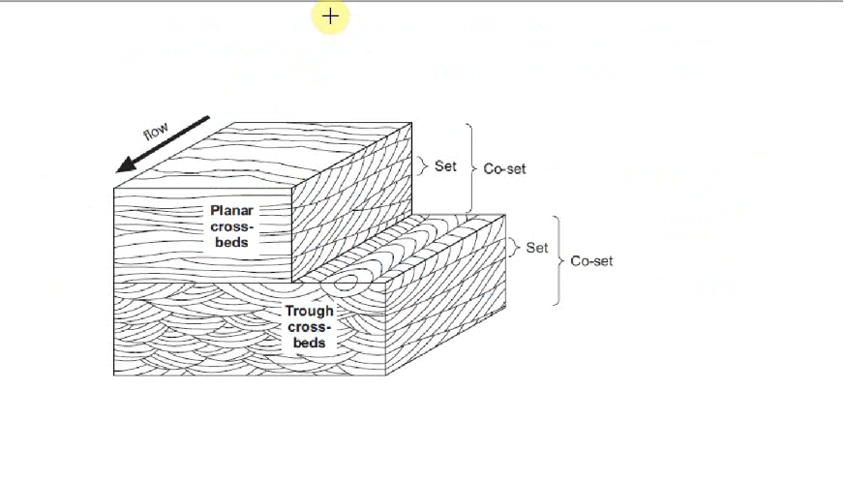 flow
Set
Co-set
Planar
cross-
beds
Set
Co-set
Trough
cross-
beds